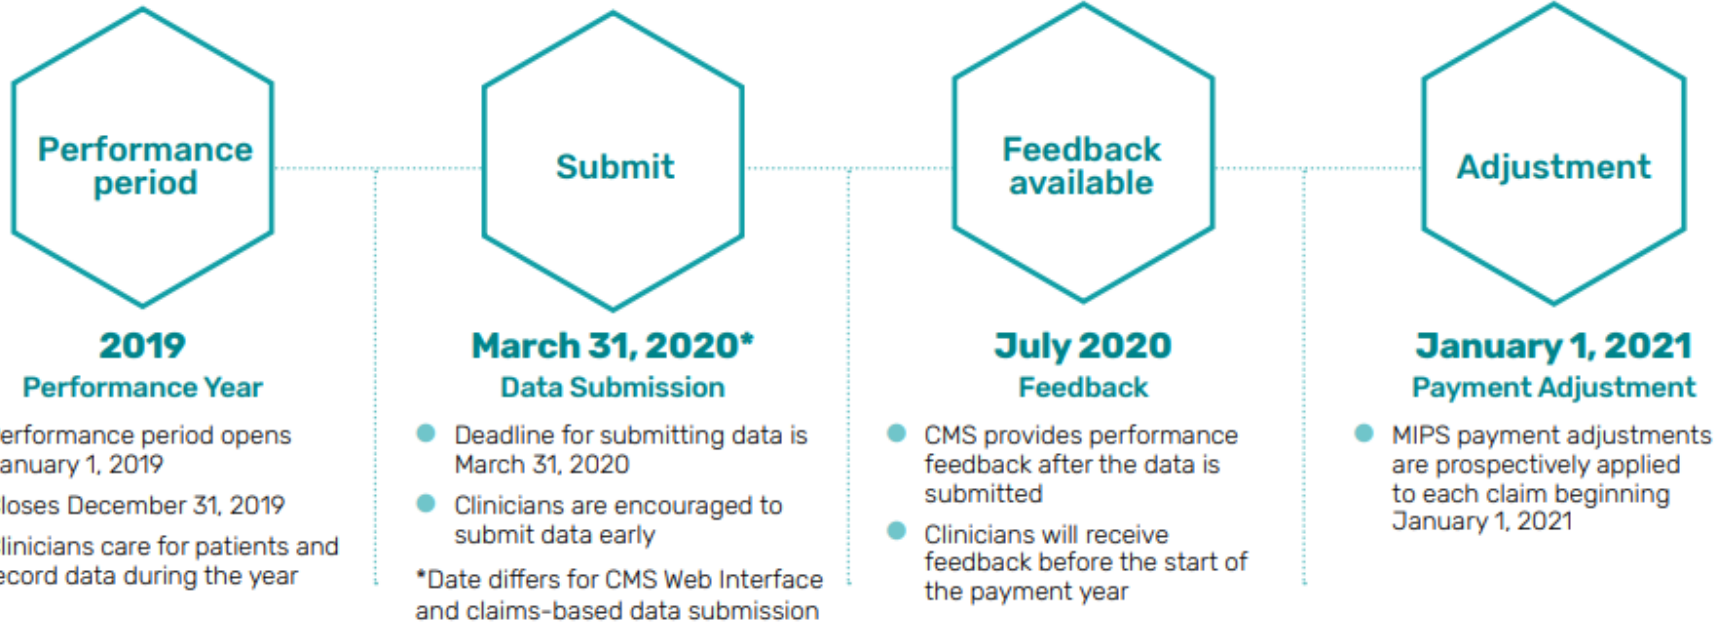 Performance
period
Submit
Feedback
available
Adjustment
2019
Performance Year
erformance period opens
anuary 1, 2019
loses December 31, 2019
linicians care for patients and
ecord data during the year
March 31, 2020*
Data Submission
Deadline for submitting data is
March 31, 2020
Clinicians are encouraged to
submit data early
*Date differs for CMS Web Interface
and claims-based data submission
July 2020
Feedback
CMS provides performance
feedback after the data is
submitted
Clinicians will receive
feedback before the start of
the payment year
January 1, 2021
Payment Adjustment
MIPS payment adjustments
are prospectively applied
to each claim beginning
January 1, 2021